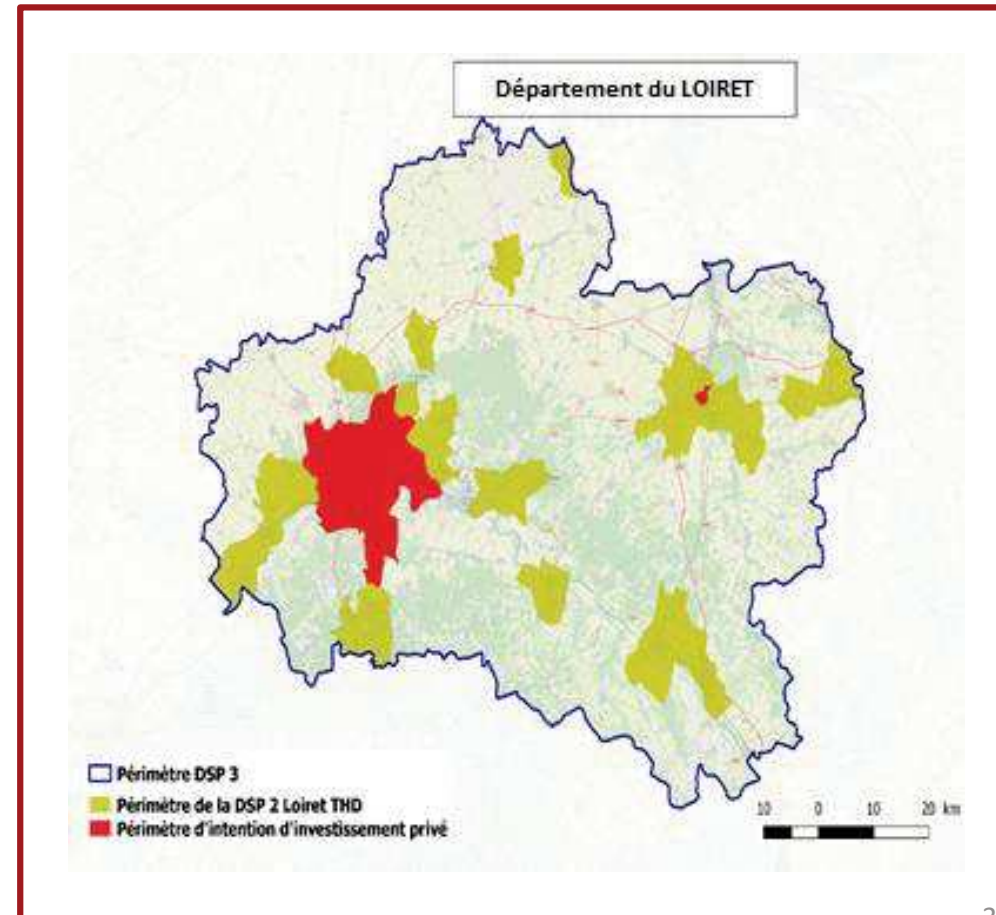 Département du LOIRET
Périmètre DSP 3
Périmètre de la DSP 2 Loiret THD
Périmètre d'intention d'investissement privé
10 0 10 20 km